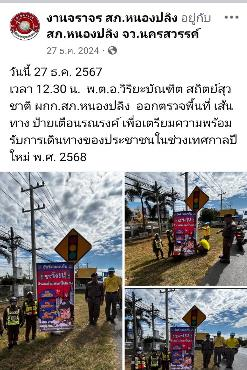 งานจราจร สภ.หนองปลิง อยู่กับ
สภ.หนองปลิง จว.นครสวรรค์
27 ธ.ค. 2024
วันนี้ 27 ธ.ค. 2567
เวลา 12.30 น. พ.ต.อ.วิริยะบัณฑิต สถิตย์สุว
ชาติ ผกก.สภ.หนองปลิง ออกตรวจพื้นที่ เส้น
ทาง ป้ายเตือนรณรงค์ เพื่อเตรียมความพร้อม
รับการเดินทางของประชาชนในช่วงเทศกาลปี
ใหม่ พ.ศ. 2568